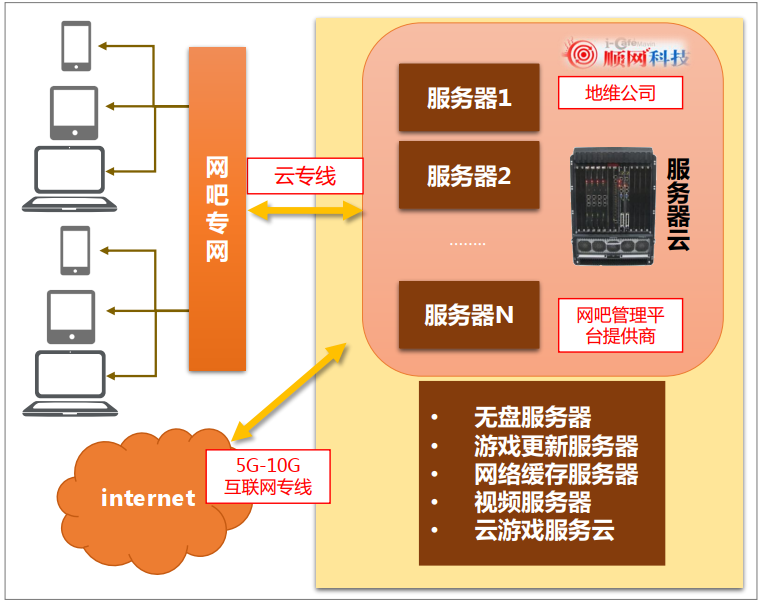 i-Cafe
顺网科技
服务器1
地维公司
服务器2
服务器云
网吧专网
云专线
........
服务器N
网吧管理平
台提供商
5G-10G
互联网专线
internet
• 无盘服务器
• 游戏更新服务器
• 网络缓存服务器
• 视频服务器
• 云游戏服务云